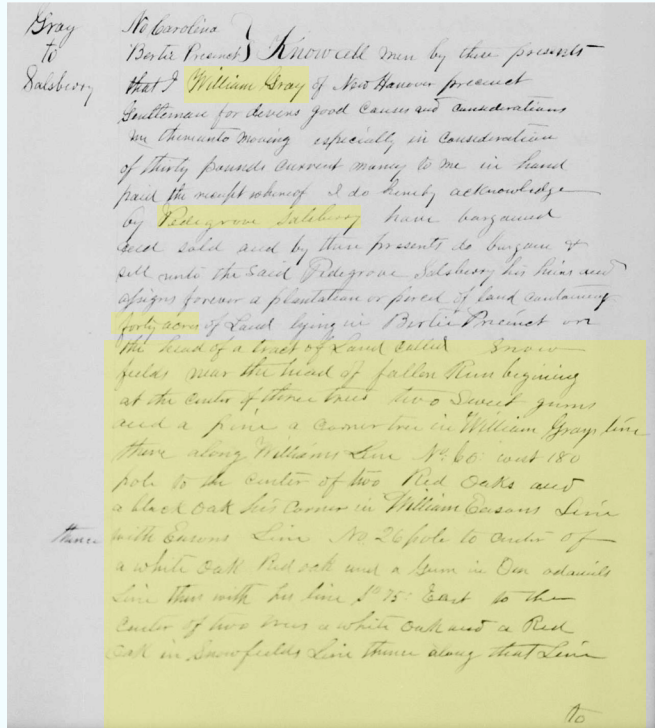 Gray
to
Salsberry
No Carolina
Bertie Precinct } Know all men by these presents
that I William Gray of New Hanover precinct
Gentleman for divers good causes and considerations
me thereunto moving especially in consideration
of thirty pounds current money to me in hand
paid the receipt whereof I do hereby acknowledge
by Pedegrove Salsberry have bargained
and sold and by these presents do bargain &
sell unto the said Pedegrove Salsberry his heirs and
assigns forever a plantation or parcel of land containing
forty acres of Land lying in Bertie Precinct on
the head of a tract of Land called Snow
fields near the head of fallen Run begining
at the center of three trees two Sweet gums
and a pine a corner tree in William Grays line
thence along Williams Line No. 60 west 180
pole to the center of two Red Oaks and
a black Oak his corner in William Easons Line
thence with Easons Line No 26 pole to center of
a white Oak Red oak and a Gum in Line thus with his line So 75: East to the
center of two trees a white Oak and a Red
Oak in Snowfields Line thence along that Line
to